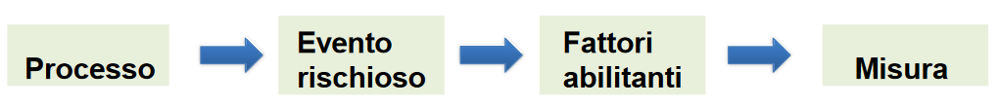 Processo
Evento
rischioso
Fattori
abilitanti
Misura